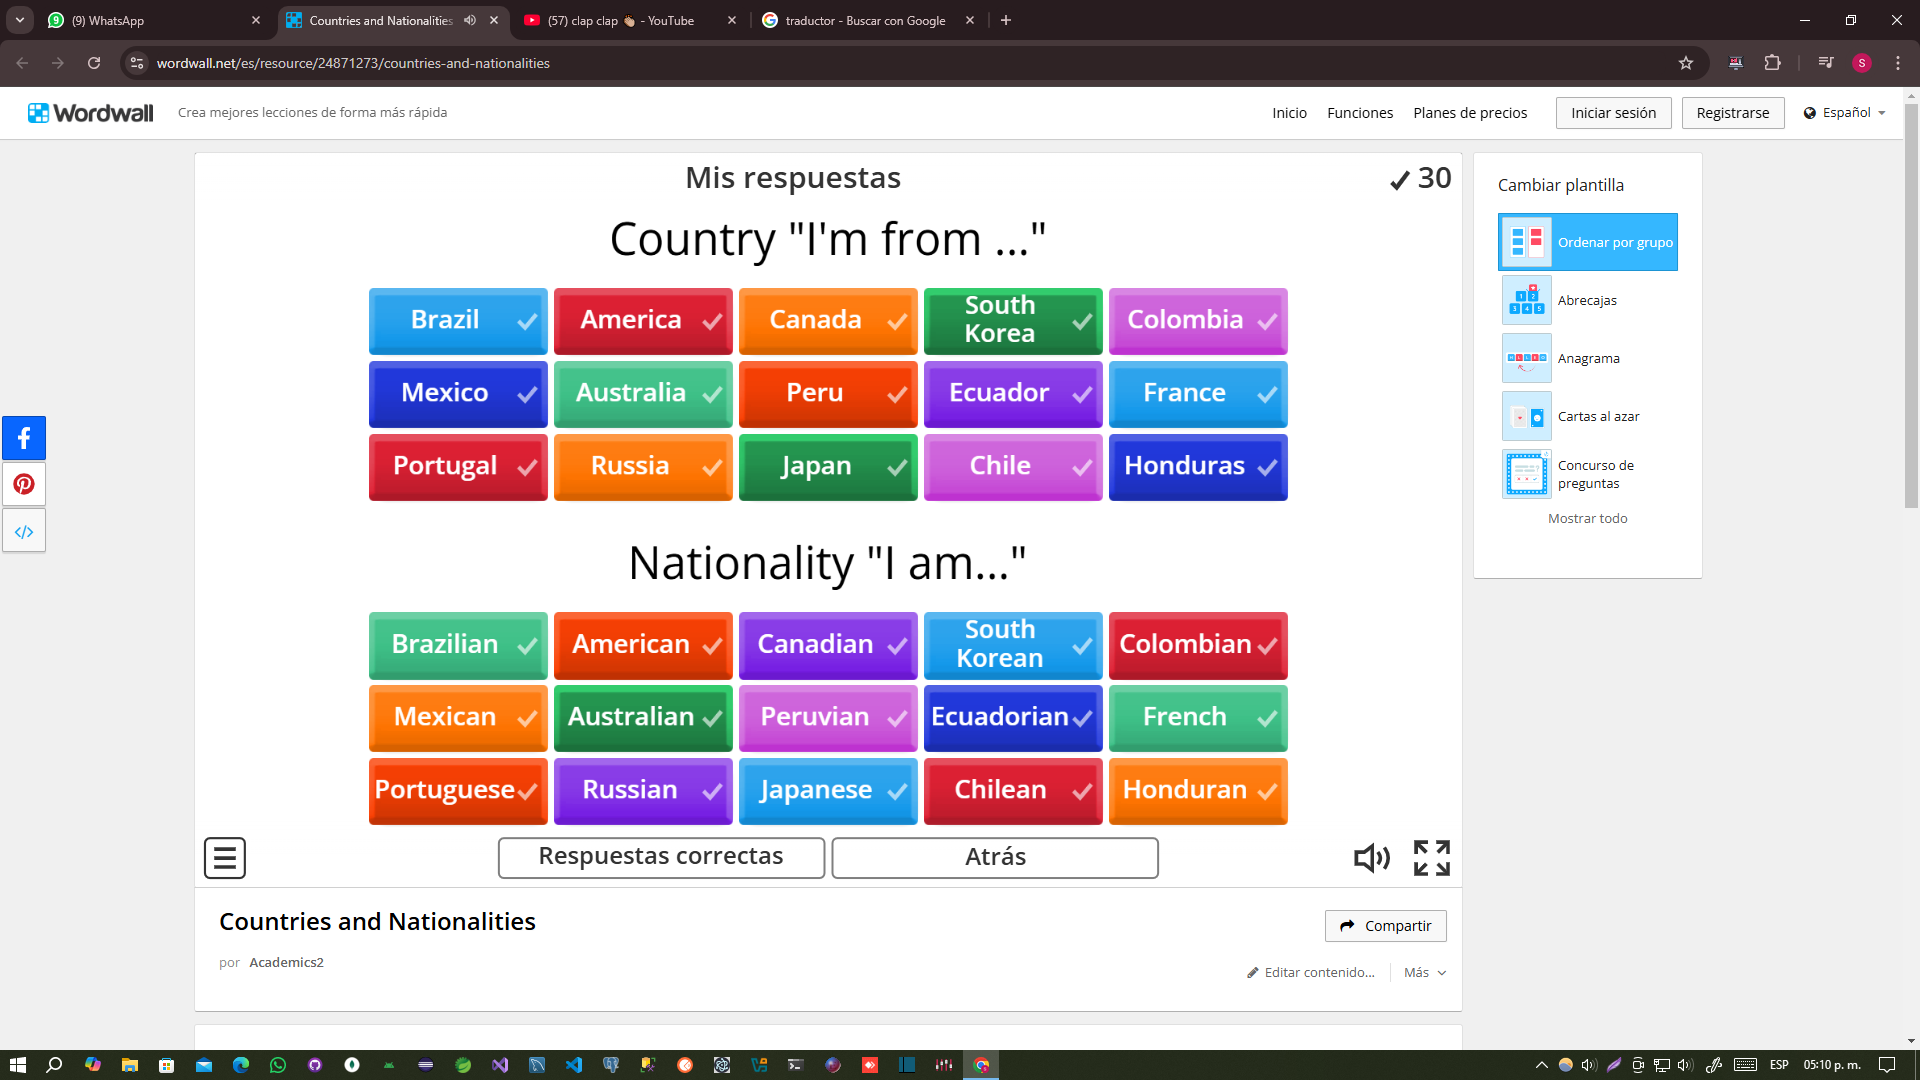 (9) WhatsApp
Countries and Nationalities
(57) clap clap 👏🏽 - YouTube
traductor - Buscar con Google
wordwall.net/es/resource/24871273/countries-and-nationalities
S
Wordwall
Crea mejores lecciones de forma más rápida
Inicio
Funciones
Planes de precios
Iniciar sesión
Registrarse
Español
Mis respuestas
30
Country "I'm from ..."
Brazil
America
Canada
South
Korea
Colombia
Mexico
Australia
Peru
Ecuador
France
Portugal
Russia
Japan
Chile
Honduras
Nationality "I am..."
Brazilian
American
Canadian
South
Korean
Colombian
Mexican
Australian
Peruvian
Ecuadorian
French
Portuguese
Russian
Japanese
Chilean
Honduran
Respuestas correctas
Atrás
Cambiar plantilla
Ordenar por grupo
Abrecajas
Anagrama
Cartas al azar
Concurso de
preguntas
Mostrar todo
Countries and Nationalities
por Academics2
Compartir
Editar contenido...
Más
ESP
05:10 p. m.